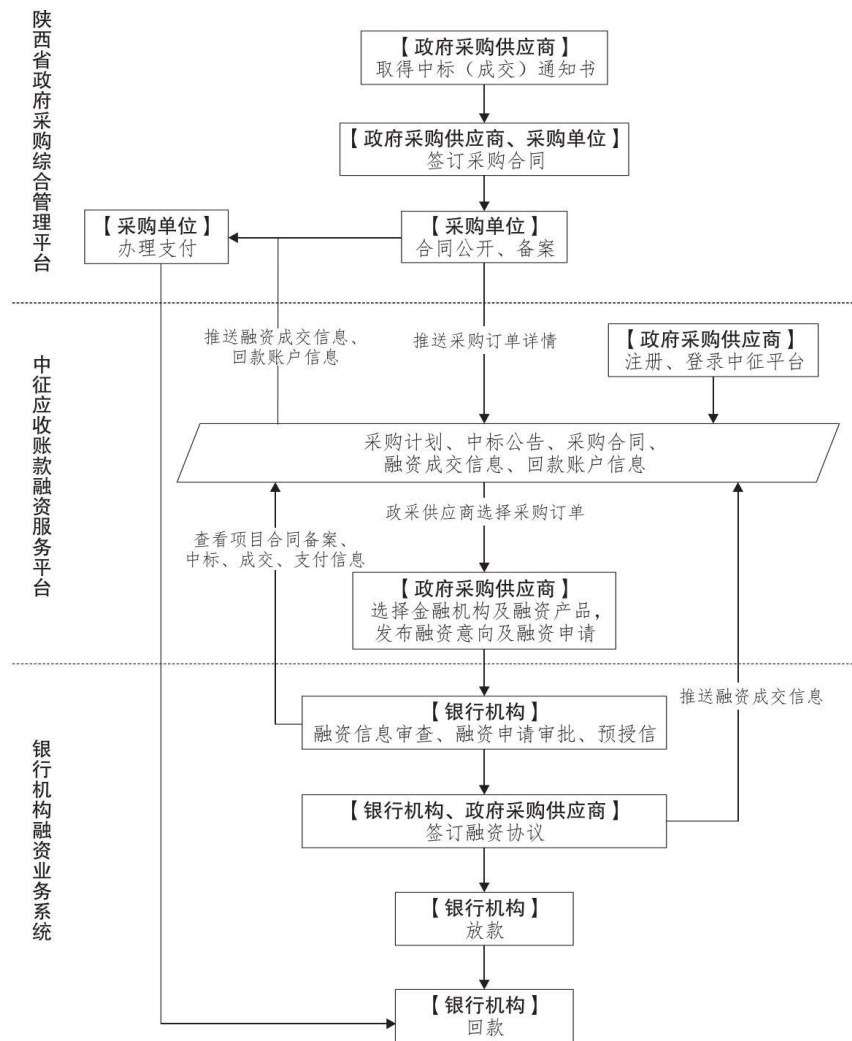 陕西省政府采购综合管理平台
【政府采购供应商】
取得中标（成交）通知书
【政府采购供应商、采购单位】
签订采购合同
【采购单位】
办理支付
【采购单位】
合同公开、备案
中征应收账款融资服务平台
推送融资成交信息、
回款账户信息
推送采购订单详情
【政府采购供应商】
注册、登录中征平台
采购计划、中标公告、采购合同、
融资成交信息、回款账户信息
政采供应商选择采购订单
查看项目合同备案、
中标、成交、支付信息
【政府采购供应商】
选择金融机构及融资产品，
发布融资意向及融资申请
银行机构融资业务系统
【银行机构】
融资信息审查、融资申请审批、预授信
推送融资成交信息
【银行机构、政府采购供应商】
签订融资协议
【银行机构】
放款
【银行机构】
回款